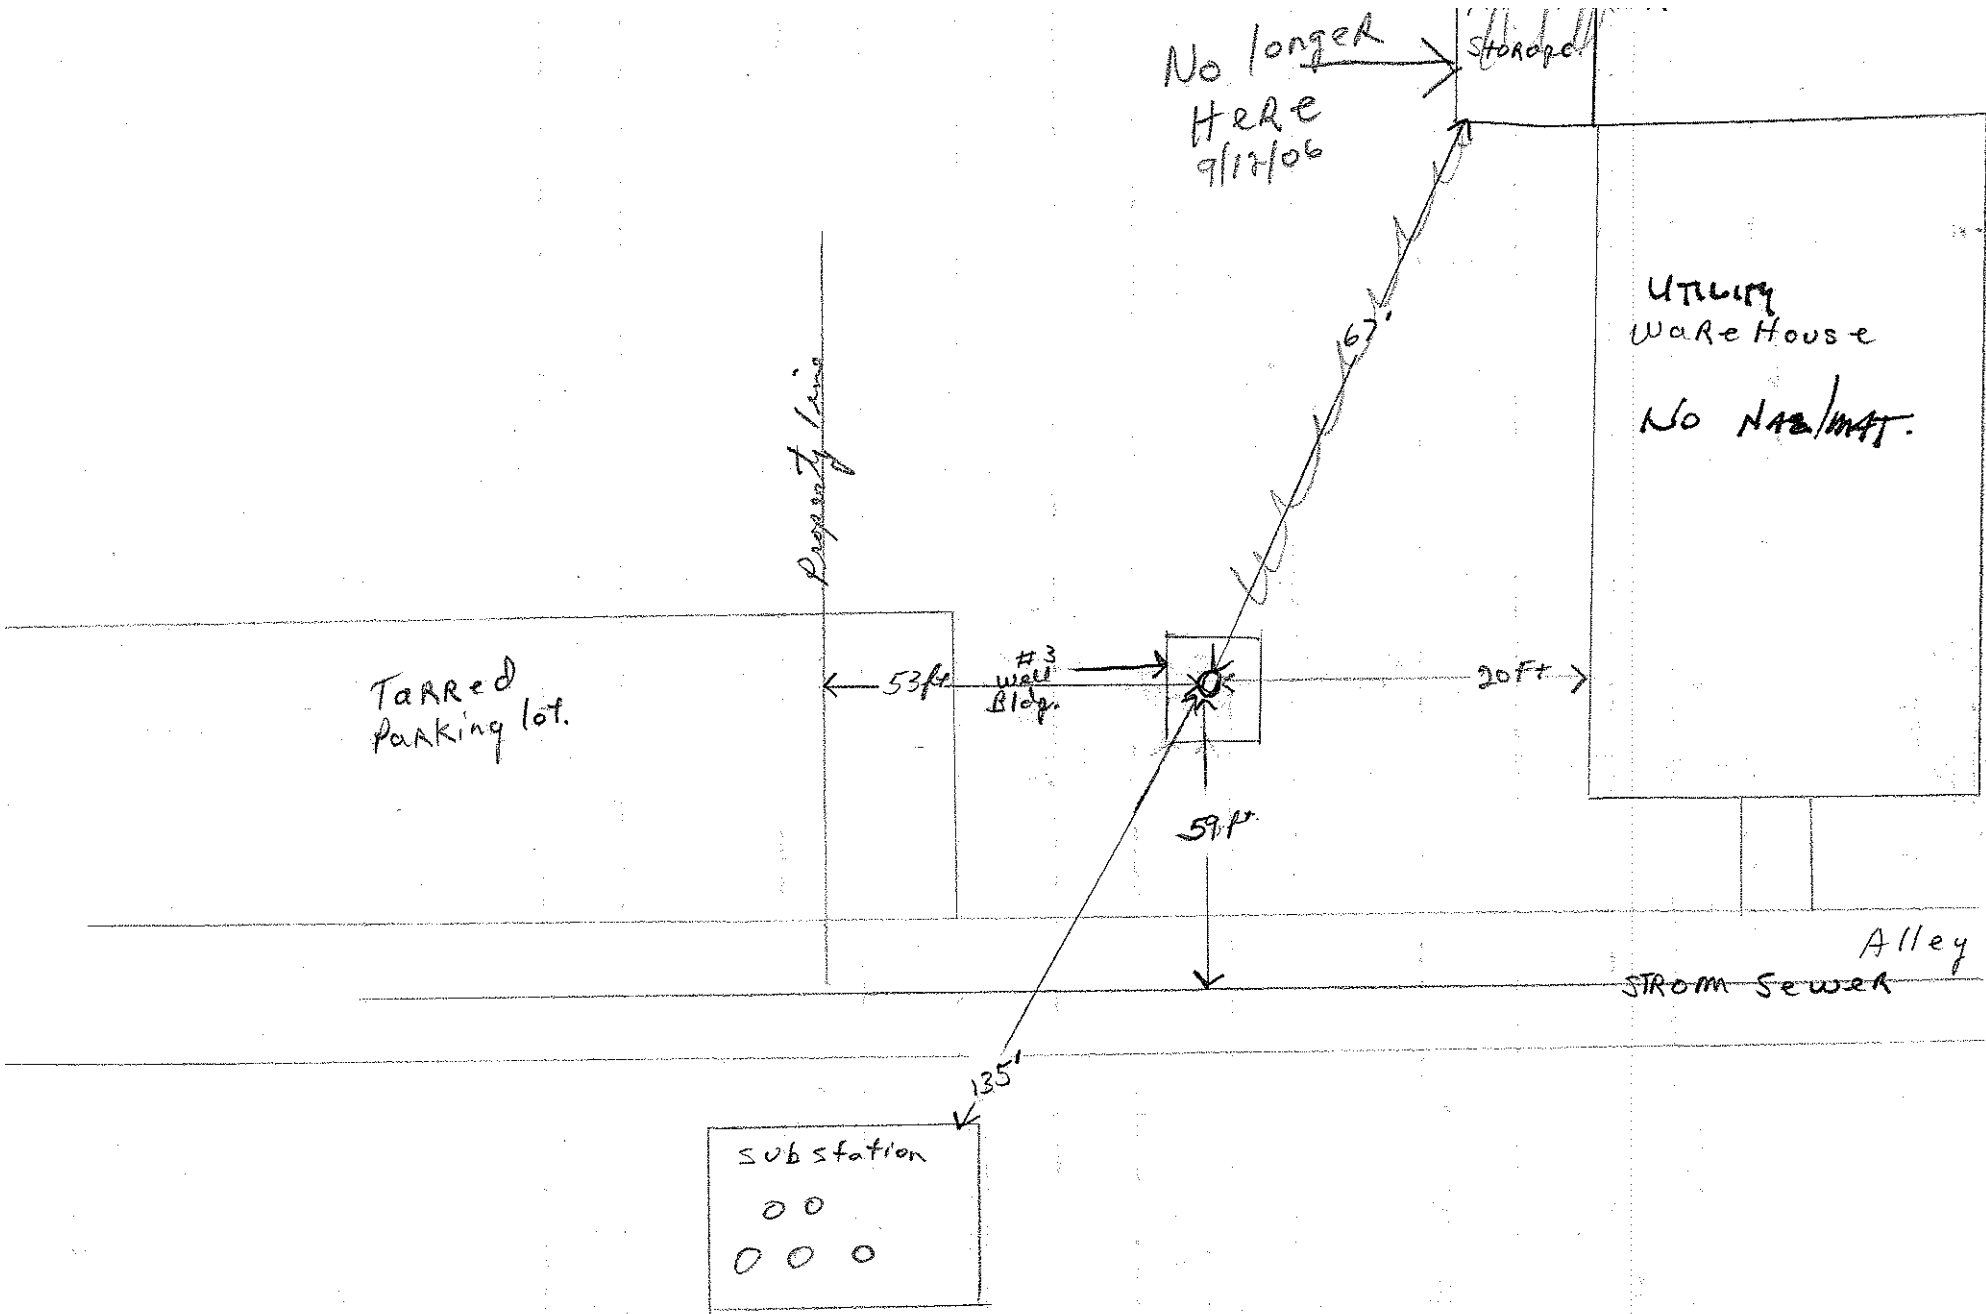 No longer
HeRe
9/12/06
Storage
67'
UTILITY
WaReHouse
NO HAZ/MAT.
Property line
TaRRed
PaRking lot.
53ft
#3
Well
Bldg.
20Ft
59ft.
Alley
STROM SeweR
135'
substation